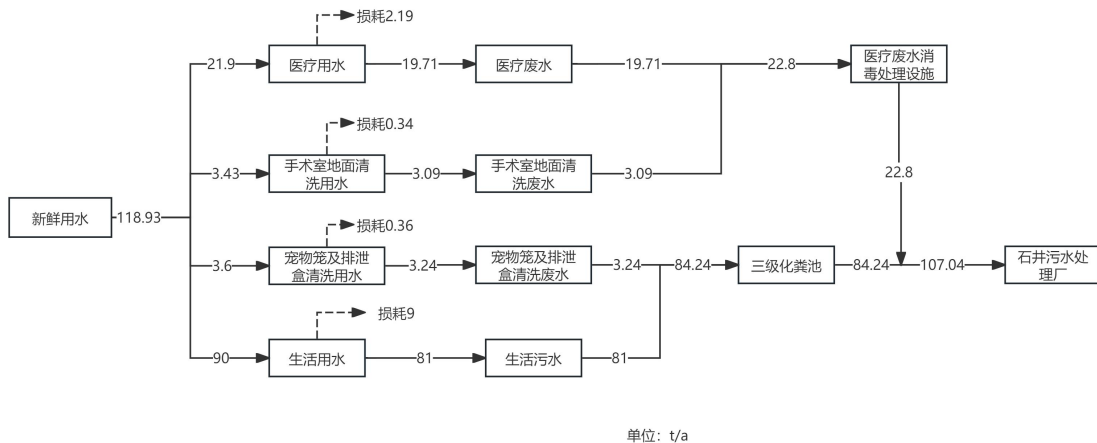 损耗2.19
21.9
医疗用水
19.71
医疗废水
19.71
22.8
医疗废水消
毒处理设施
损耗0.34
3.43
手术室地面清
洗用水
3.09
手术室地面清
洗废水
3.09
22.8
新鲜用水
118.93
损耗0.36
3.6
宠物笼及排泄
盒清洗用水
3.24
宠物笼及排泄
盒清洗废水
3.24
84.24
三级化粪池
84.24
107.04
石井污水处
理厂
损耗9
90
生活用水
81
生活污水
81
单位：t/a